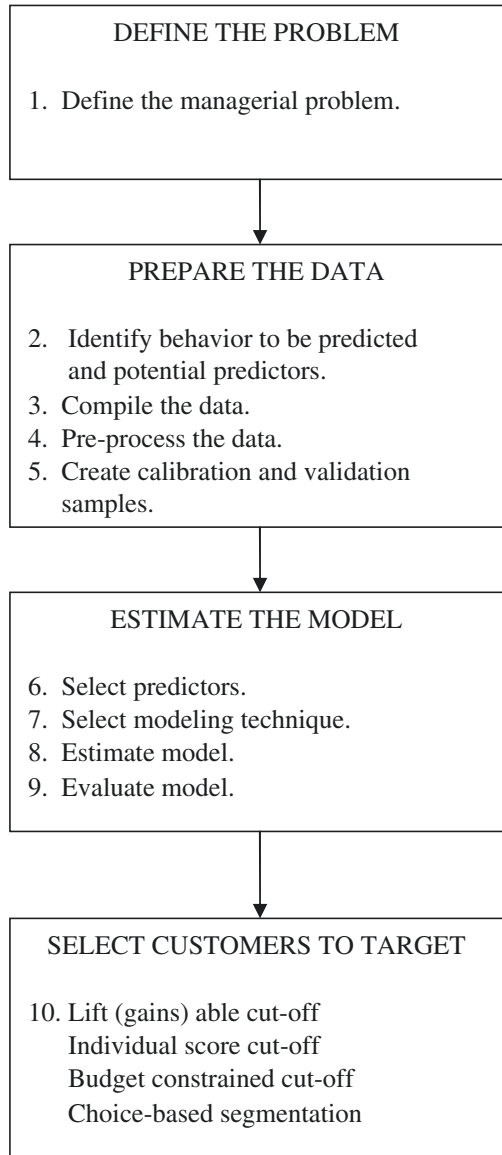 DEFINE THE PROBLEM
1. Define the managerial problem.
PREPARE THE DATA
2. Identify behavior to be predicted
and potential predictors.
3. Compile the data.
4. Pre-process the data.
5. Create calibration and validation
samples.
ESTIMATE THE MODEL
6. Select predictors.
7. Select modeling technique.
8. Estimate model.
9. Evaluate model.
SELECT CUSTOMERS TO TARGET
10. Lift (gains) able cut-off
Individual score cut-off
Budget constrained cut-off
Choice-based segmentation